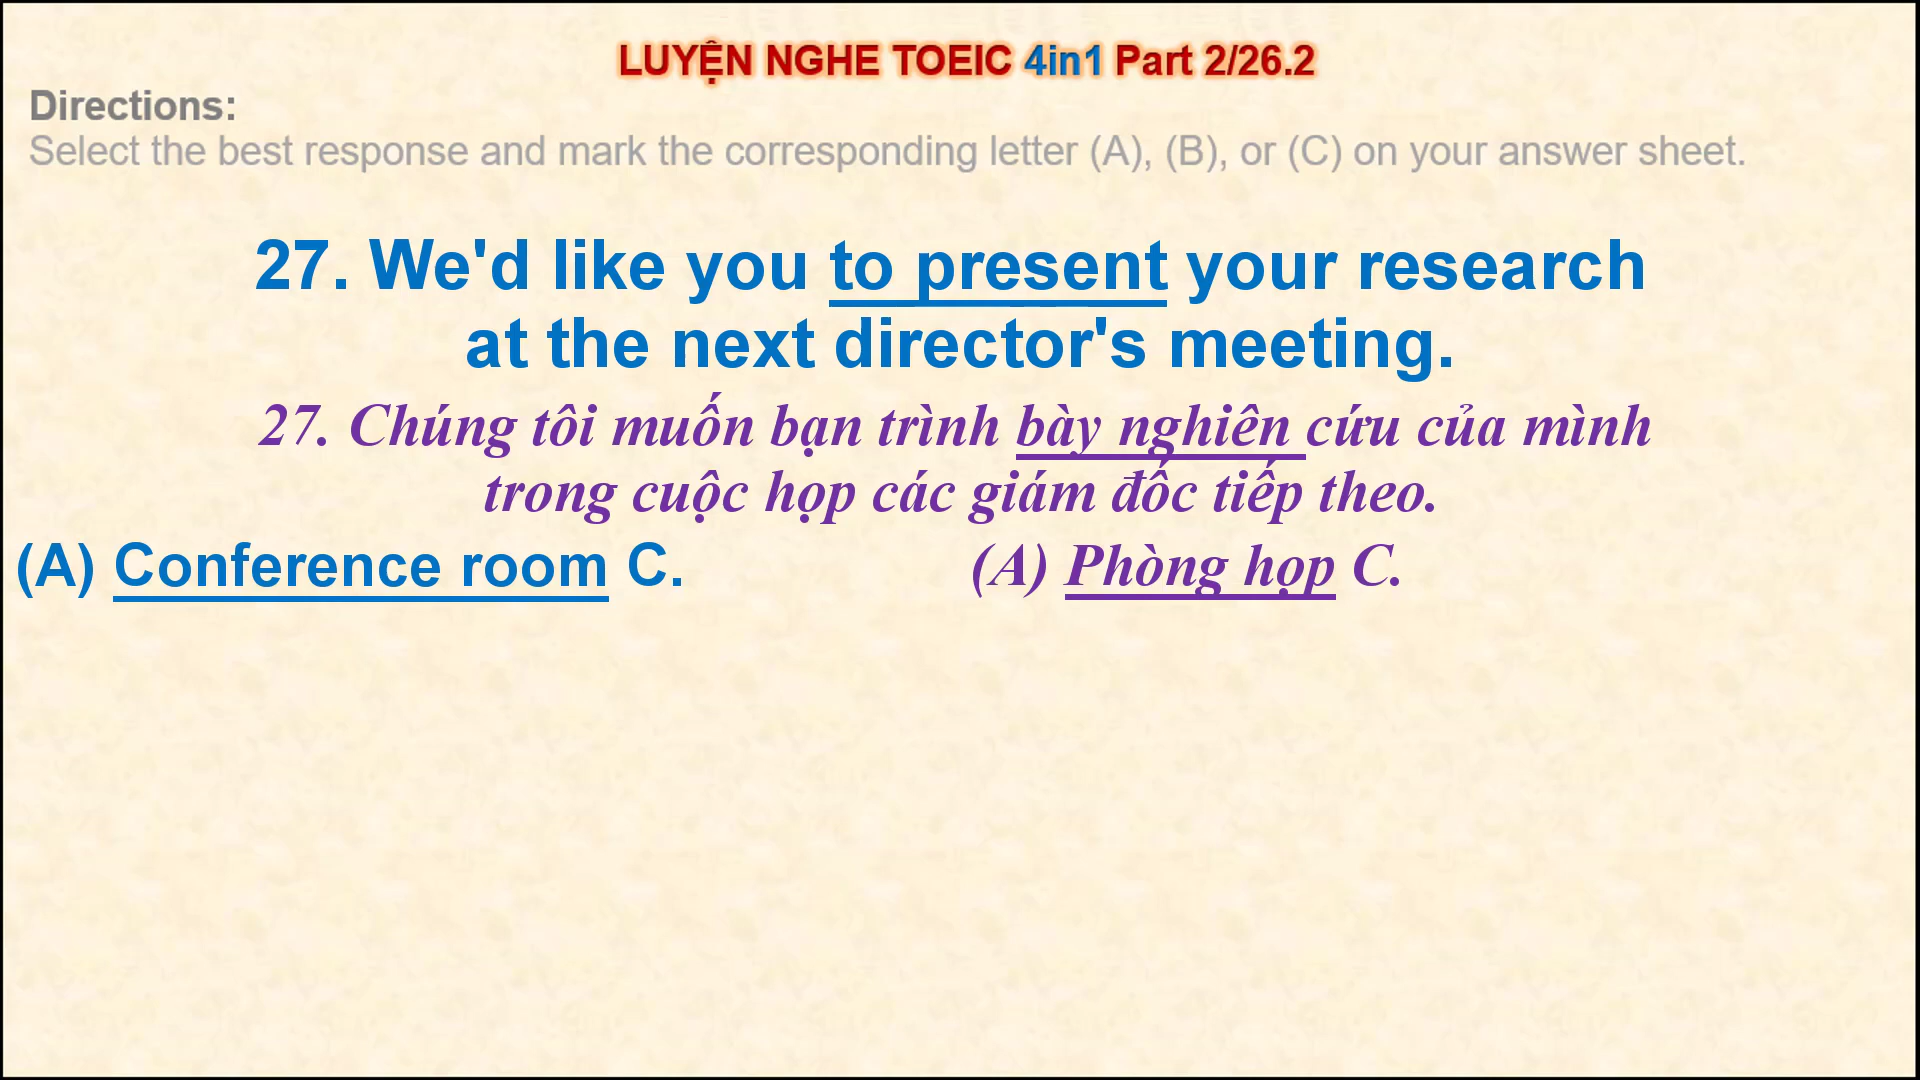 LUYỆN NGHE TOEIC 4in1 Part 2/26.2
Directions:
Select the best response and mark the corresponding letter (A), (B), or (C) on your answer sheet.
27. We'd like you to present your research
at the next director's meeting.
27. Chúng tôi muốn bạn trình bày nghiên cứu của mình
trong cuộc họp các giám đốc tiếp theo.
(A) Conference room C. (A) Phòng họp C.